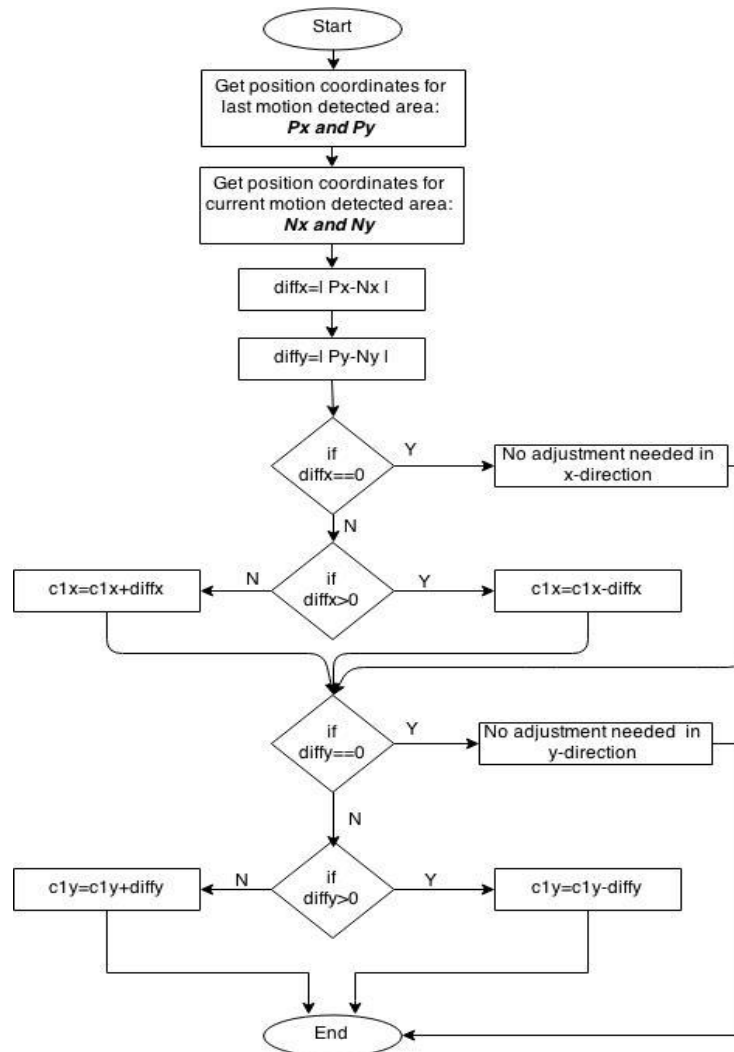 Start
Get position coordinates for
last motion detected area:
Px and Py
Get position coordinates for
current motion detected area:
Nx and Ny
diffx=| Px-Nx |
diffy=| Py-Ny |
if
diffx==0
Y
No adjustment needed in
x-direction
N
if
diffx>0
N
c1x=c1x+diffx
Y
c1x=c1x-diffx
if
diffy==0
Y
No adjustment needed in
y-direction
N
if
diffy>0
N
c1y=c1y+diffy
Y
c1y=c1y-diffy
End